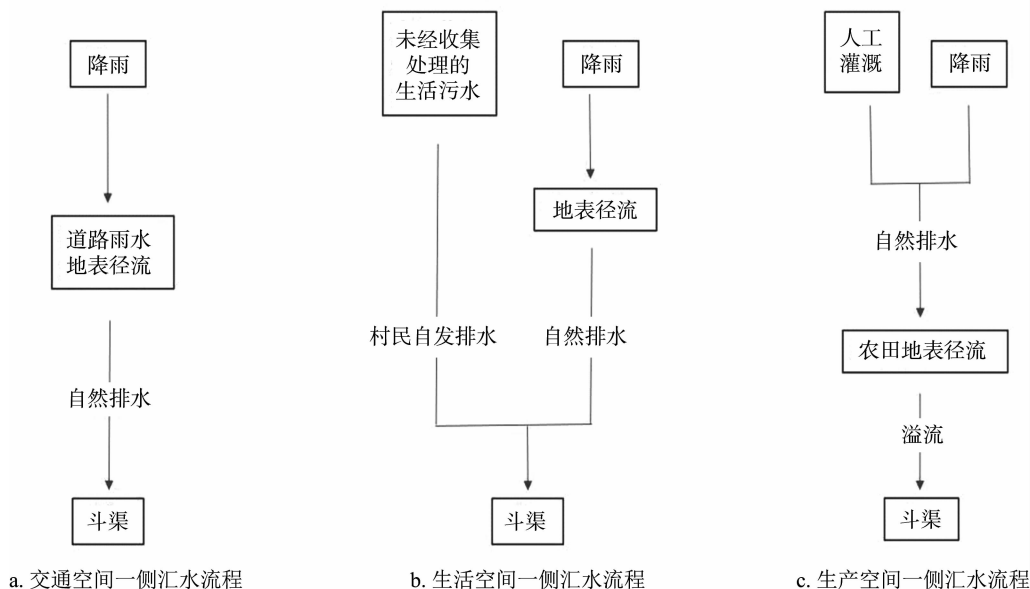 降雨
道路雨水
地表径流
自然排水
斗渠
a. 交通空间一侧汇水流程
未经收集
处理的
生活污水
降雨
地表径流
村民自发排水
自然排水
斗渠
b. 生活空间一侧汇水流程
人工
灌溉
降雨
自然排水
农田地表径流
溢流
斗渠
c. 生产空间一侧汇水流程